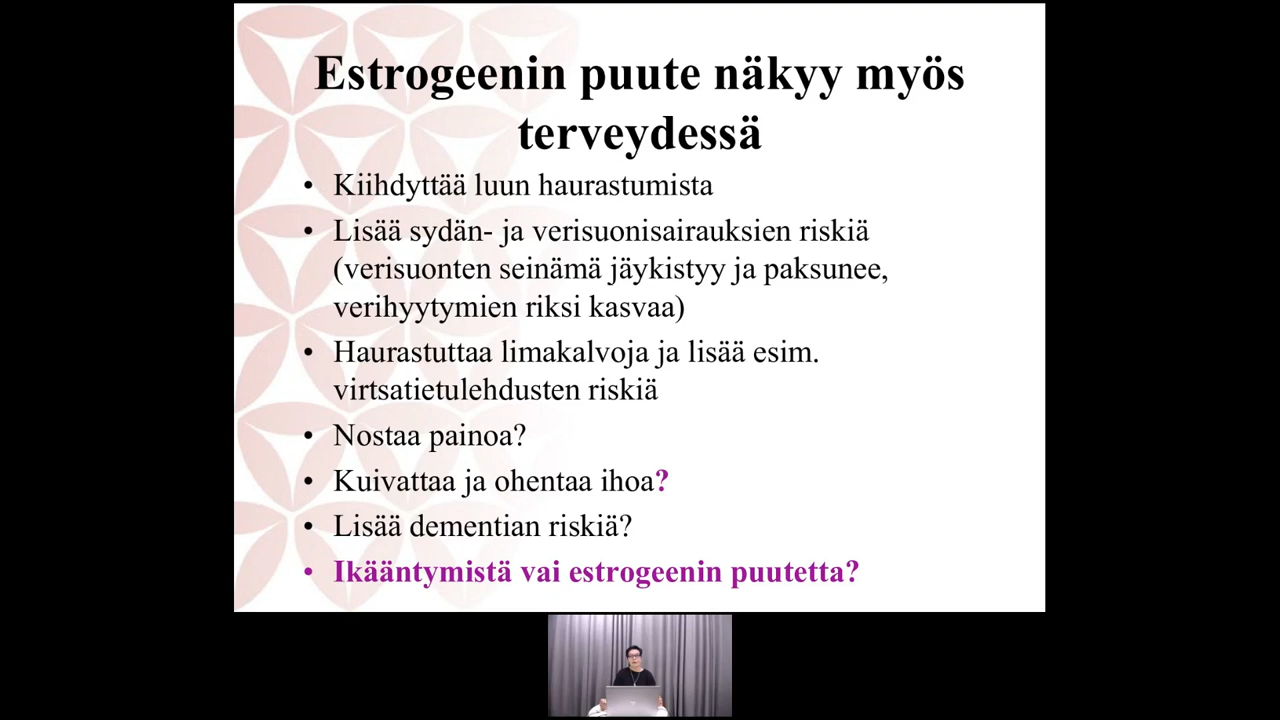 Estrogeenin puute näkyy myös
terveydessä
• Kiihdyttää luun haurastumista
• Lisää sydän- ja verisuonisairauksien riskiä
(verisuonten seinämä jäykistyy ja paksunee,
verihyytymien riksi kasvaa)
• Haurastuttaa limakalvoja ja lisää esim.
virtsatietulehdusten riskiä
• Nostaa painoa?
• Kuivattaa ja ohentaa ihoa?
• Lisää dementian riskiä?
• Ikääntymistä vai estrogeenin puutetta?